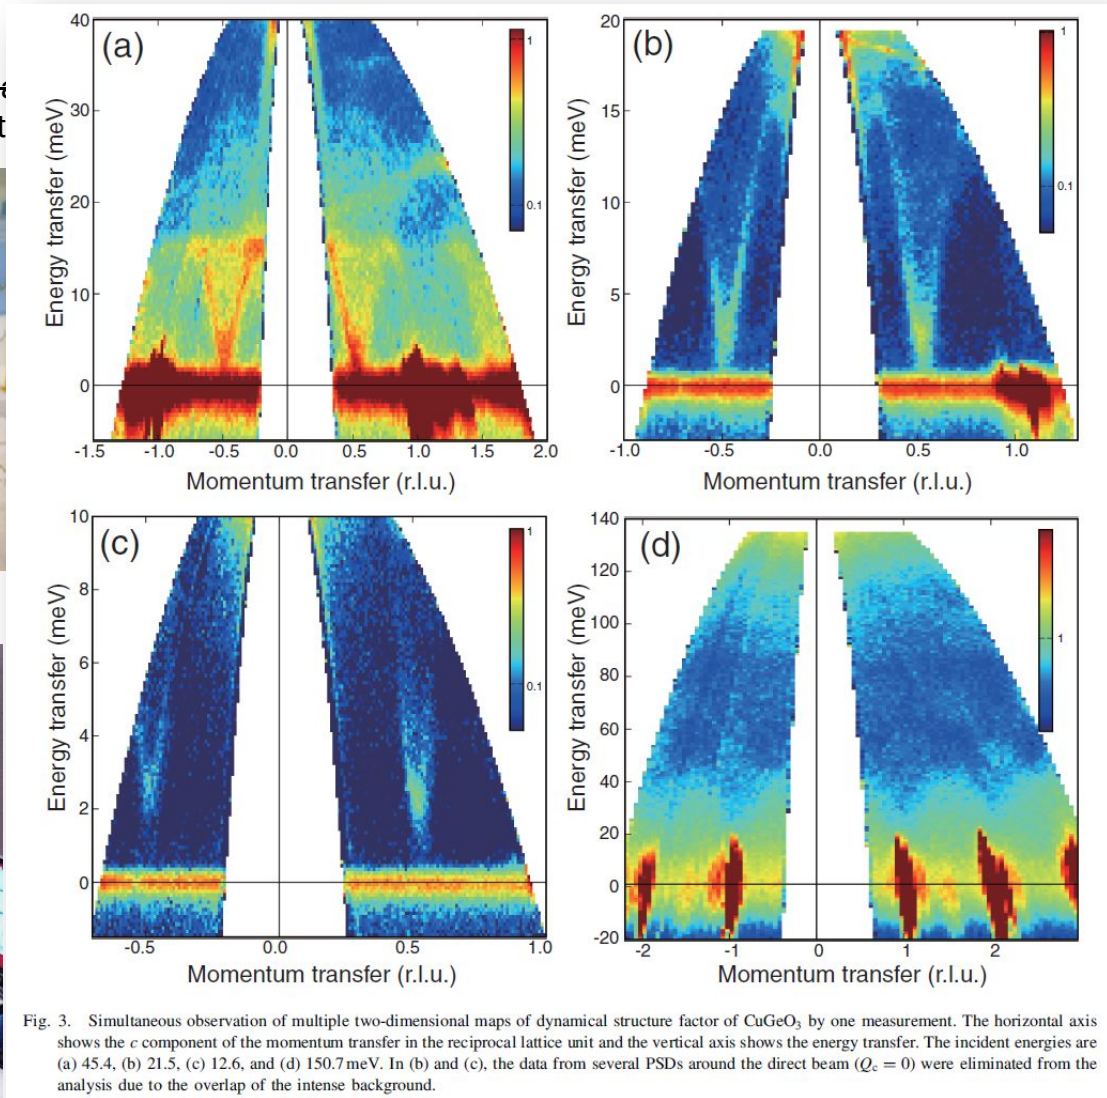 40
(a)
1
30
20
0.1
10
0
Energy transfer (meV)
-1.5 -1.0 -0.5 0.0 0.5 1.0 1.5 2.0
Momentum transfer (r.l.u.)
20
(b)
1
15
0.1
10
5
0
Energy transfer (meV)
-1.0 -0.5 0.0 0.5 1.0
Momentum transfer (r.l.u.)
10
(c)
1
8
6
0.1
4
2
0
Energy transfer (meV)
-0.5 0.0 0.5 1.0
Momentum transfer (r.l.u.)
140
(d)
120
100
1
80
60
40
20
0
-20
Energy transfer (meV)
-2 -1 0 1 2
Momentum transfer (r.l.u.)
Fig. 3. Simultaneous observation of multiple two-dimensional maps of dynamical structure factor of CuGeO₃ by one measurement. The horizontal axis
shows the c component of the momentum transfer in the reciprocal lattice unit and the vertical axis shows the energy transfer. The incident energies are
(a) 45.4, (b) 21.5, (c) 12.6, and (d) 150.7 meV. In (b) and (c), the data from several PSDs around the direct beam (Q_c = 0) were eliminated from the
analysis due to the overlap of the intense background.